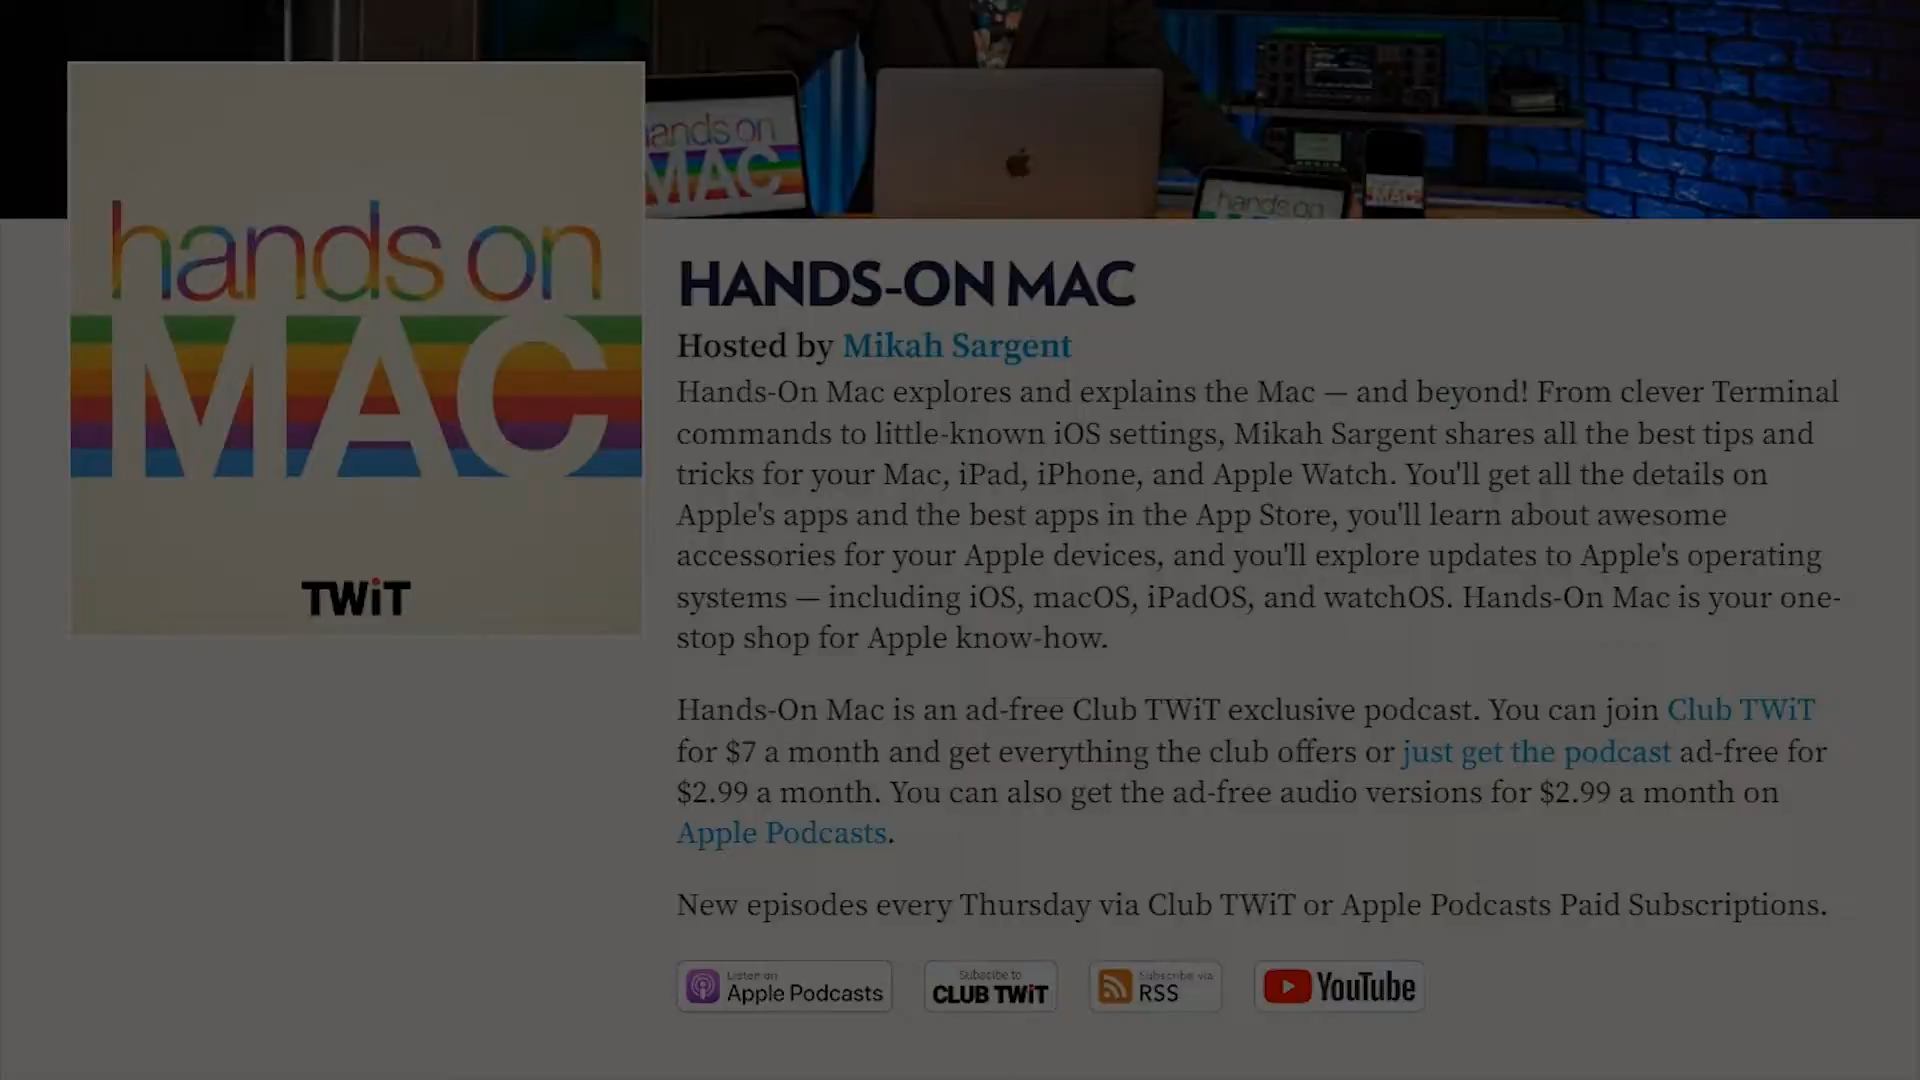 hands on
MAC
TWiT
hands on
MAC
hands on
MAC
HANDS-ON MAC
Hosted by Mikah Sargent
Hands-On Mac explores and explains the Mac — and beyond! From clever Terminal
commands to little-known iOS settings, Mikah Sargent shares all the best tips and
tricks for your Mac, iPad, iPhone, and Apple Watch. You'll get all the details on
Apple's apps and the best apps in the App Store, you'll learn about awesome
accessories for your Apple devices, and you'll explore updates to Apple's operating
systems — including iOS, macOS, iPadOS, and watchOS. Hands-On Mac is your one-
stop shop for Apple know-how.
Hands-On Mac is an ad-free Club TWiT exclusive podcast. You can join Club TWiT
for $7 a month and get everything the club offers or just get the podcast ad-free for
$2.99 a month. You can also get the ad-free audio versions for $2.99 a month on
Apple Podcasts.
New episodes every Thursday via Club TWiT or Apple Podcasts Paid Subscriptions.
Listen on
Apple Podcasts
Subscibe to
CLUB TWiT
Subscribe via
RSS
YouTube